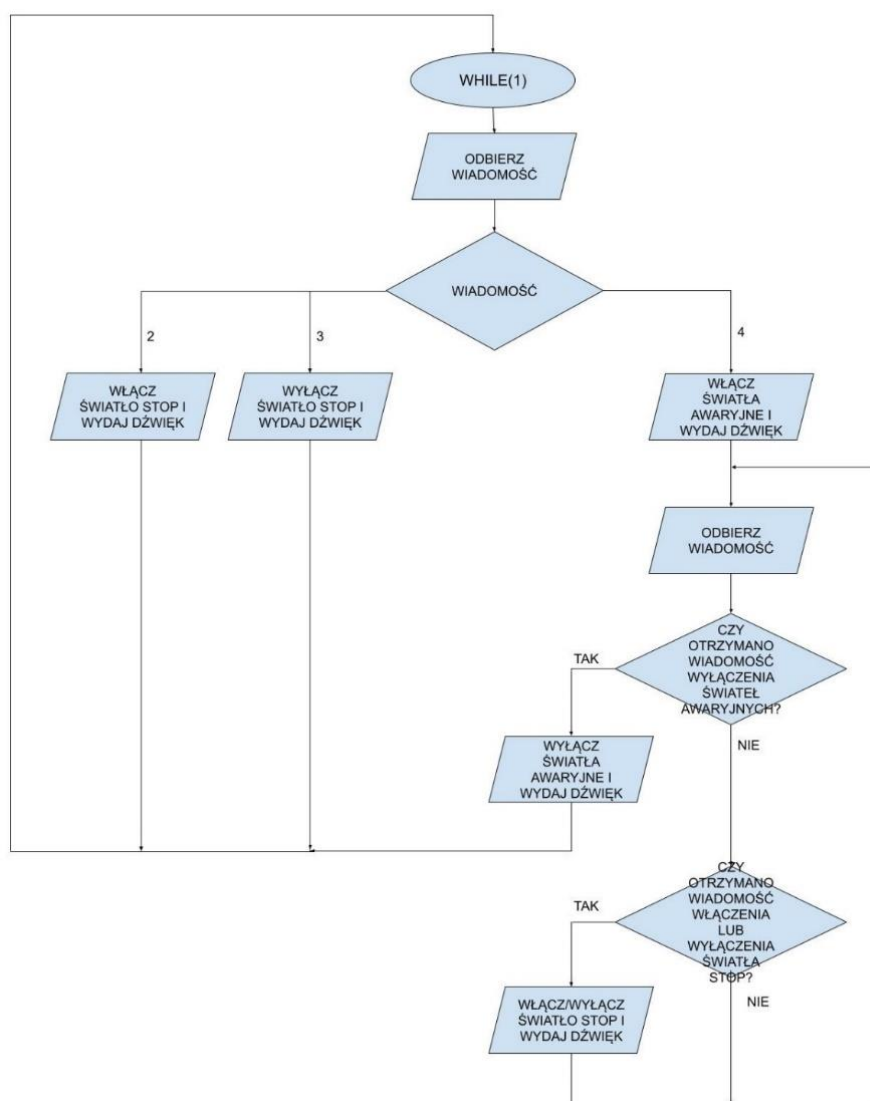 WHILE(1)
ODBIERZ
WIADOMOŚĆ
WIADOMOŚĆ
2
3
4
WŁĄCZ
ŚWIATŁO STOP I
WYDAJ DŹWIĘK
WYŁĄCZ
ŚWIATŁO STOP I
WYDAJ DŹWIĘK
WŁĄCZ
ŚWIATŁA
AWARYJNE I
WYDAJ DŹWIĘK
ODBIERZ
WIADOMOŚĆ
CZY
OTRZYMANO
WIADOMOŚĆ
WYŁĄCZENIA
ŚWIATEŁ
AWARYJNYCH?
TAK
NIE
WYŁĄCZ
ŚWIATŁA
AWARYJNE I
WYDAJ DŹWIĘK
CZY
OTRZYMANO
WIADOMOŚĆ
WŁĄCZENIA
LUB
WYŁĄCZENIA
ŚWIATŁA
STOP?
TAK
NIE
WŁĄCZ/WYŁĄCZ
ŚWIATŁO STOP I
WYDAJ DŹWIĘK